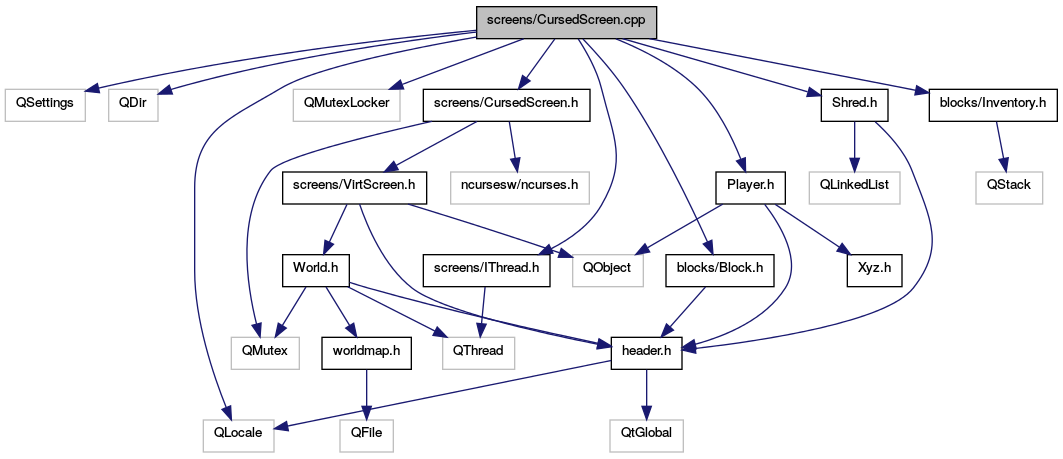 screens/CursedScreen.cpp
QSettings
QDir
QMutexLocker
screens/CursedScreen.h
Shred.h
blocks/Inventory.h
screens/VirtScreen.h
ncursesw/ncurses.h
Player.h
QLinkedList
QStack
World.h
screens/IThread.h
QObject
blocks/Block.h
Xyz.h
QMutex
worldmap.h
QThread
header.h
QLocale
QFile
QtGlobal